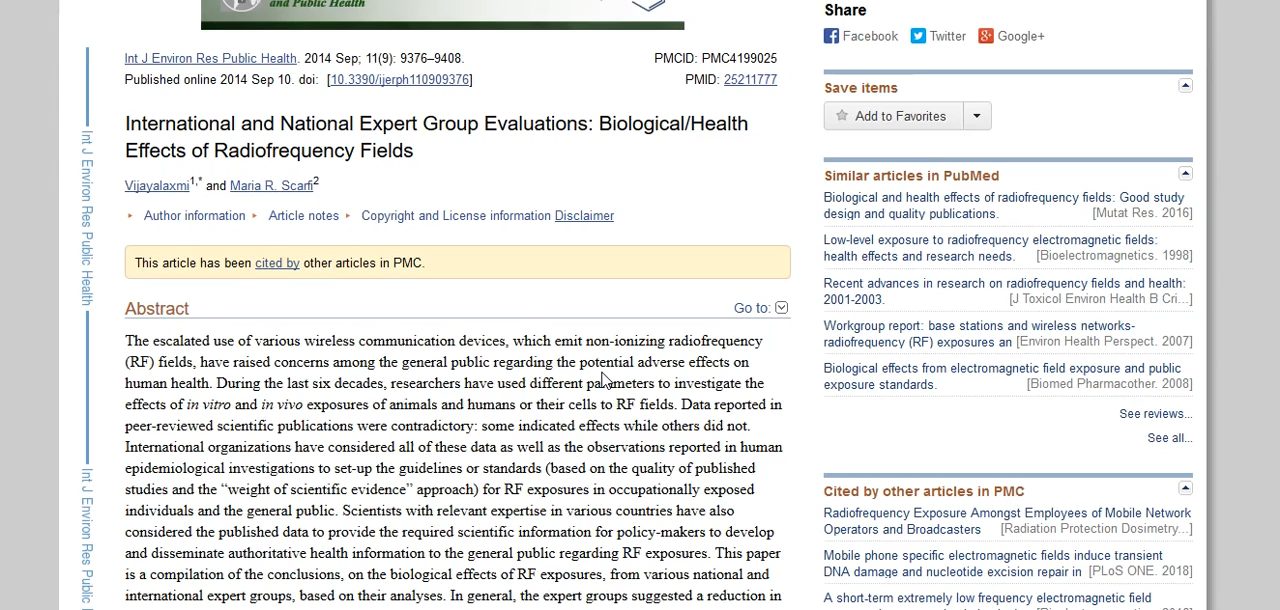 and Public Health
Int J Environ Res Public Health. 2014 Sep; 11(9): 9376–9408.
PMCID: PMC4199025
Published online 2014 Sep 10. doi: [10.3390/ijerph110909376]
PMID: 25211777
International and National Expert Group Evaluations: Biological/Health
Effects of Radiofrequency Fields
Vijayalaxmi1,* and Maria R. Scarfi2
Author information Article notes Copyright and License information Disclaimer
This article has been cited by other articles in PMC.
Abstract
Go to:
The escalated use of various wireless communication devices, which emit non-ionizing radiofrequency
(RF) fields, have raised concerns among the general public regarding the potential adverse effects on
human health. During the last six decades, researchers have used different parameters to investigate the
effects of in vitro and in vivo exposures of animals and humans or their cells to RF fields. Data reported in
peer-reviewed scientific publications were contradictory: some indicated effects while others did not.
International organizations have considered all of these data as well as the observations reported in human
epidemiological investigations to set-up the guidelines or standards (based on the quality of published
studies and the “weight of scientific evidence” approach) for RF exposures in occupationally exposed
individuals and the general public. Scientists with relevant expertise in various countries have also
considered the published data to provide the required scientific information for policy-makers to develop
and disseminate authoritative health information to the general public regarding RF exposures. This paper
is a compilation of the conclusions, on the biological effects of RF exposures, from various national and
international expert groups, based on their analyses. In general, the expert groups suggested a reduction in
Int J Environ Res Public Health
Int J Environ Res Public
Share
Facebook Twitter Google+
Save items
Add to Favorites
Similar articles in PubMed
Biological and health effects of radiofrequency fields: Good study
design and quality publications. [Mutat Res. 2016]
Low-level exposure to radiofrequency electromagnetic fields:
health effects and research needs. [Bioelectromagnetics. 1998]
Recent advances in research on radiofrequency fields and health:
2001-2003. [J Toxicol Environ Health B Cri...]
Workgroup report: base stations and wireless networks-
radiofrequency (RF) exposures an [Environ Health Perspect. 2007]
Biological effects from electromagnetic field exposure and public
exposure standards. [Biomed Pharmacother. 2008]
See reviews...
See all...
Cited by other articles in PMC
Radiofrequency Exposure Amongst Employees of Mobile Network
Operators and Broadcasters [Radiation Protection Dosimetry...]
Mobile phone specific electromagnetic fields induce transient
DNA damage and nucleotide excision repair in [PLoS ONE. 2018]
A short-term extremely low frequency electromagnetic field